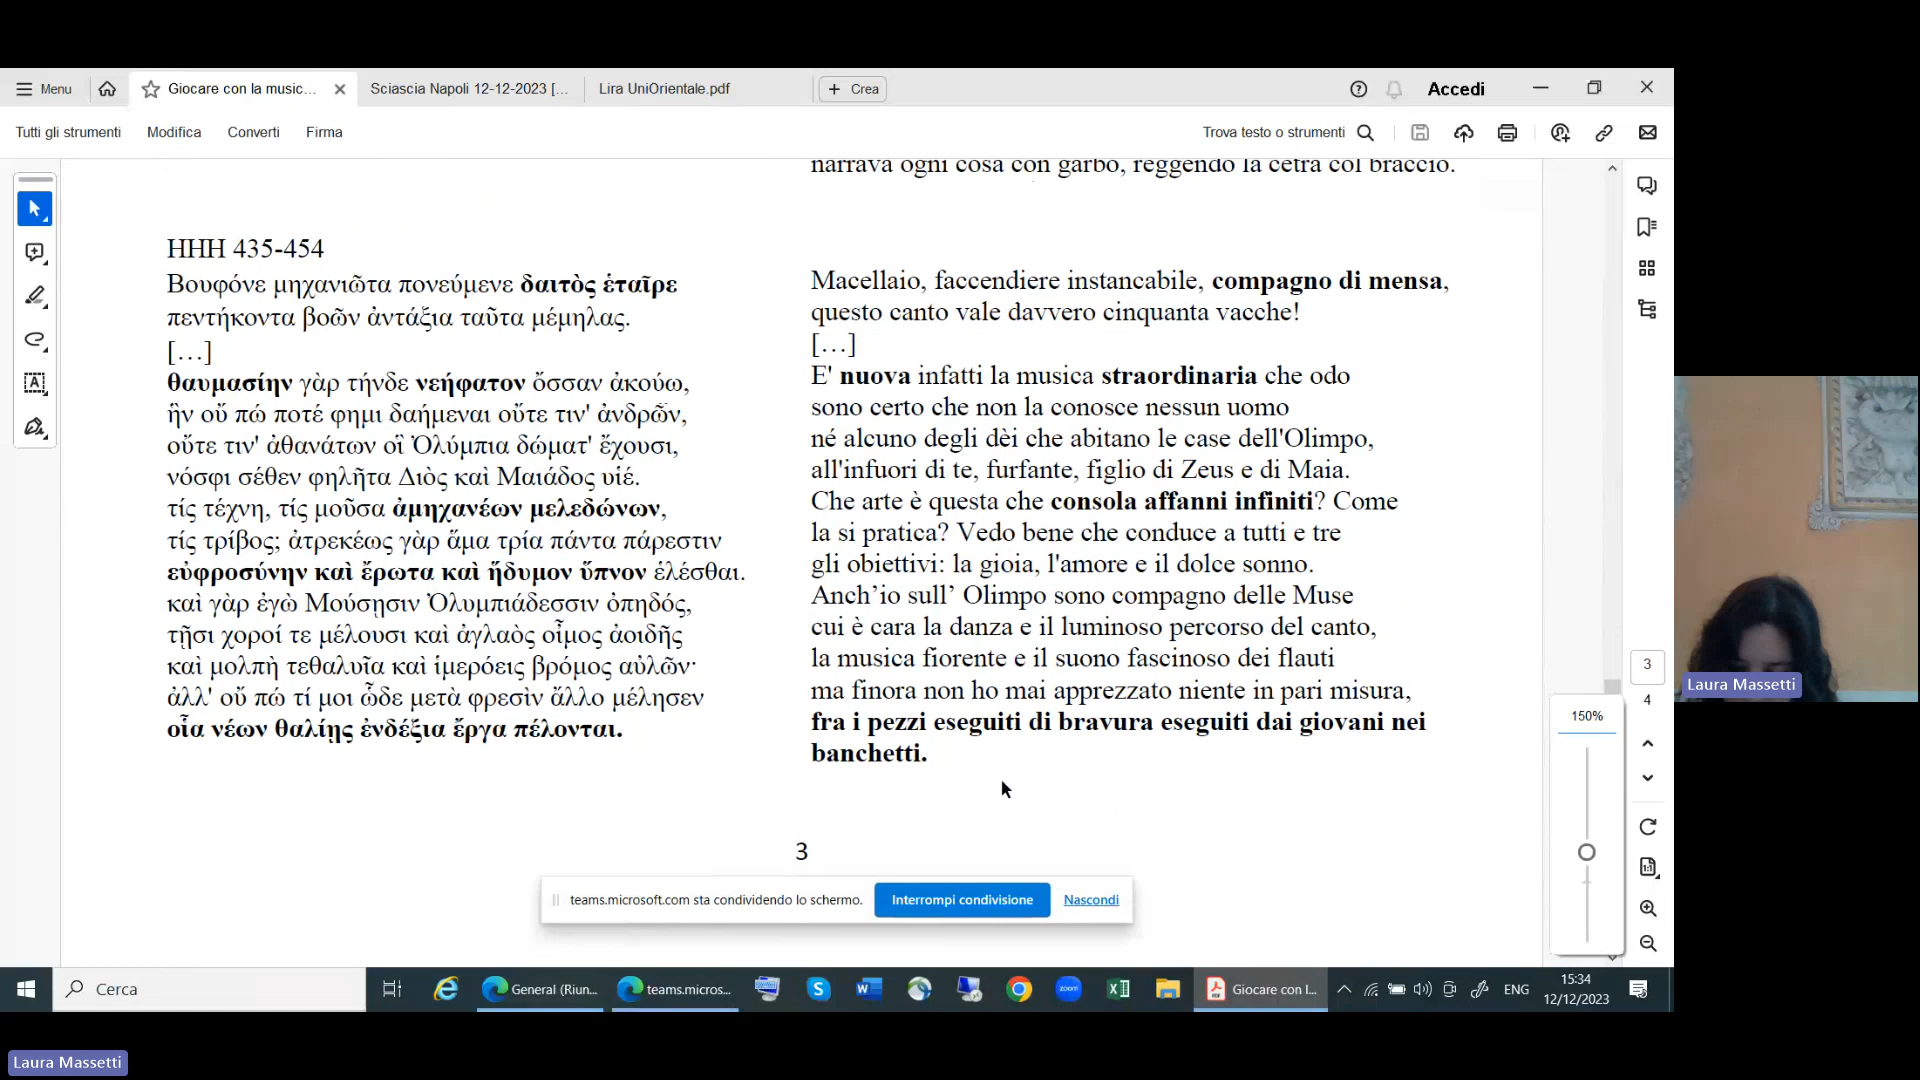 Menu
Giocare con la music...
Sciascia Napoli 12-12-2023 [...
Lira UniOrientale.pdf
Crea
Accedi
Tutti gli strumenti
Modifica
Converti
Firma
Trova testo o strumenti
narrava ogni cosa con garbo, reggendo la cetra col braccio.
HHH 435-454
Βουφόνε μηχανιῶτα πονεύμενε δαιτὸς ἑταῖρε
πεντήκοντα βοῶν ἀντάξια ταῦτα μέμηλας.
[…]
θαυμασίην γὰρ τήνδε νεήφατον ὄσσαν ἀκούω,
ἣν οὔ πώ ποτέ φημι δαήμεναι οὔτε τιν' ἀνδρῶν,
οὔτε τιν' ἀθανάτων οἳ Ὀλύμπια δώματ' ἔχουσι,
νόσφι σέθεν φηλῆτα Διὸς καὶ Μαιάδος υἱέ.
τίς τέχνη, τίς μοῦσα ἀμηχανέων μελεδώνων,
τίς τρίβος; ἀτρεκέως γὰρ ἅμα τρία πάντα πάρεστιν
εὐφροσύνην καὶ ἔρωτα καὶ ἥδυμον ὕπνον ἑλέσθαι.
καὶ γὰρ ἐγὼ Μούσῃσιν Ὀλυμπιάδεσσιν ὀπηδός,
τῇσι χοροί τε μέλουσι καὶ ἀγλαὸς οἶμος ἀοιδῆς
καὶ μολπὴ τεθαλυῖα καὶ ἱμερόεις βρόμος αὐλῶν·
ἀλλ' οὔ πώ τί μοι ὧδε μετὰ φρεσὶν ἄλλο μέλησεν
οἷα νέων θαλίῃς ἐνδέξια ἔργα πέλονται.
Macellaio, faccendiere instancabile, compagno di mensa,
questo canto vale davvero cinquanta vacche!
[…]
E' nuova infatti la musica straordinaria che odo
sono certo che non la conosce nessun uomo
né alcuno degli dèi che abitano le case dell'Olimpo,
all'infuori di te, furfante, figlio di Zeus e di Maia.
Che arte è questa che consola affanni infiniti? Come
la si pratica? Vedo bene che conduce a tutti e tre
gli obiettivi: la gioia, l'amore e il dolce sonno.
Anch’io sull’ Olimpo sono compagno delle Muse
cui è cara la danza e il luminoso percorso del canto,
la musica fiorente e il suono fascinoso dei flauti
ma finora non ho mai apprezzato niente in pari misura,
fra i pezzi eseguiti di bravura eseguiti dai giovani nei
banchetti.
3
3
4
150%
teams.microsoft.com sta condividendo lo schermo.
Interrompi condivisione
Nascondi
Laura Massetti
Cerca
General (Riun...
teams.micros...
zoom
Giocare con l...
ENG
15:34
12/12/2023
Laura Massetti